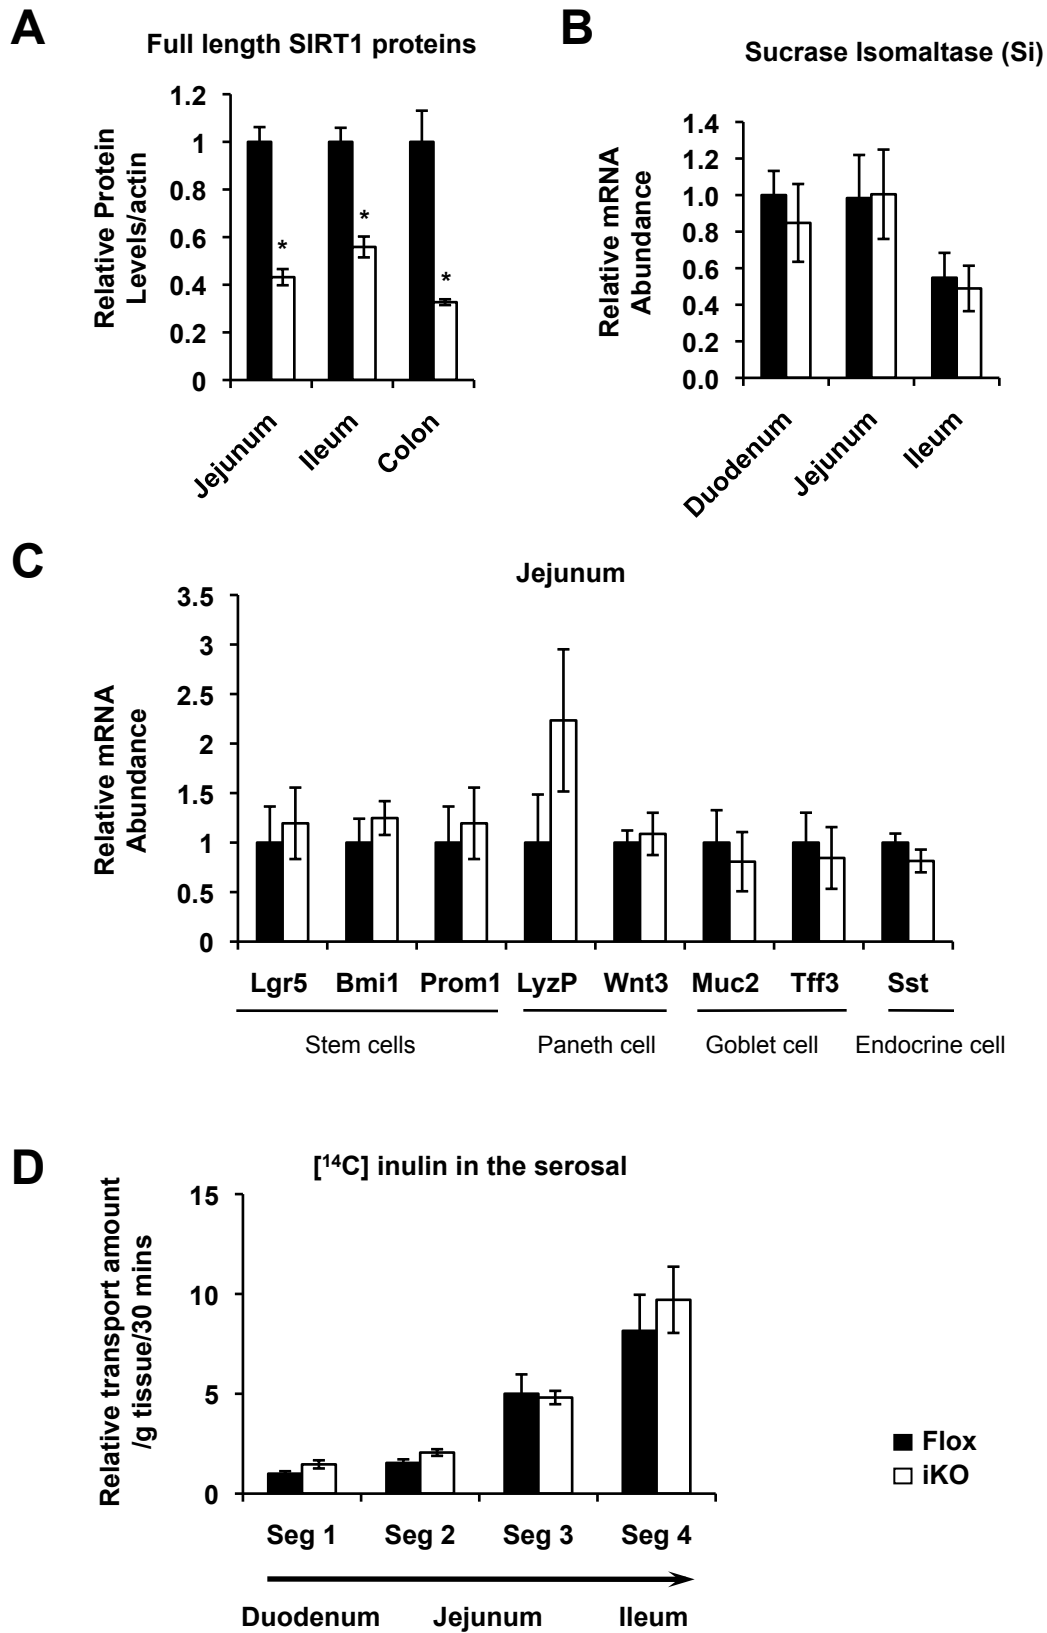 A
Full length SIRT1 proteins
Relative Protein
Levels/actin
1.2
1
0.8
0.6
0.4
0.2
0
*
*
*
Jejunum
Ileum
Colon
B
Sucrase Isomaltase (Si)
Relative mRNA
Abundance
1.4
1.2
1.0
0.8
0.6
0.4
0.2
0.0
Duodenum
Jejunum
Ileum
C
Jejunum
Relative mRNA
Abundance
3.5
3
2.5
2
1.5
1
0.5
0
Lgr5 Bmi1 Prom1 LyzP Wnt3 Muc2 Tff3 Sst
Stem cells Paneth cell Goblet cell Endocrine cell
D
[¹⁴C] inulin in the serosal
Relative transport amount
/g tissue/30 mins
15
10
5
0
Seg 1 Seg 2 Seg 3 Seg 4
Duodenum Jejunum Ileum
Flox
iKO